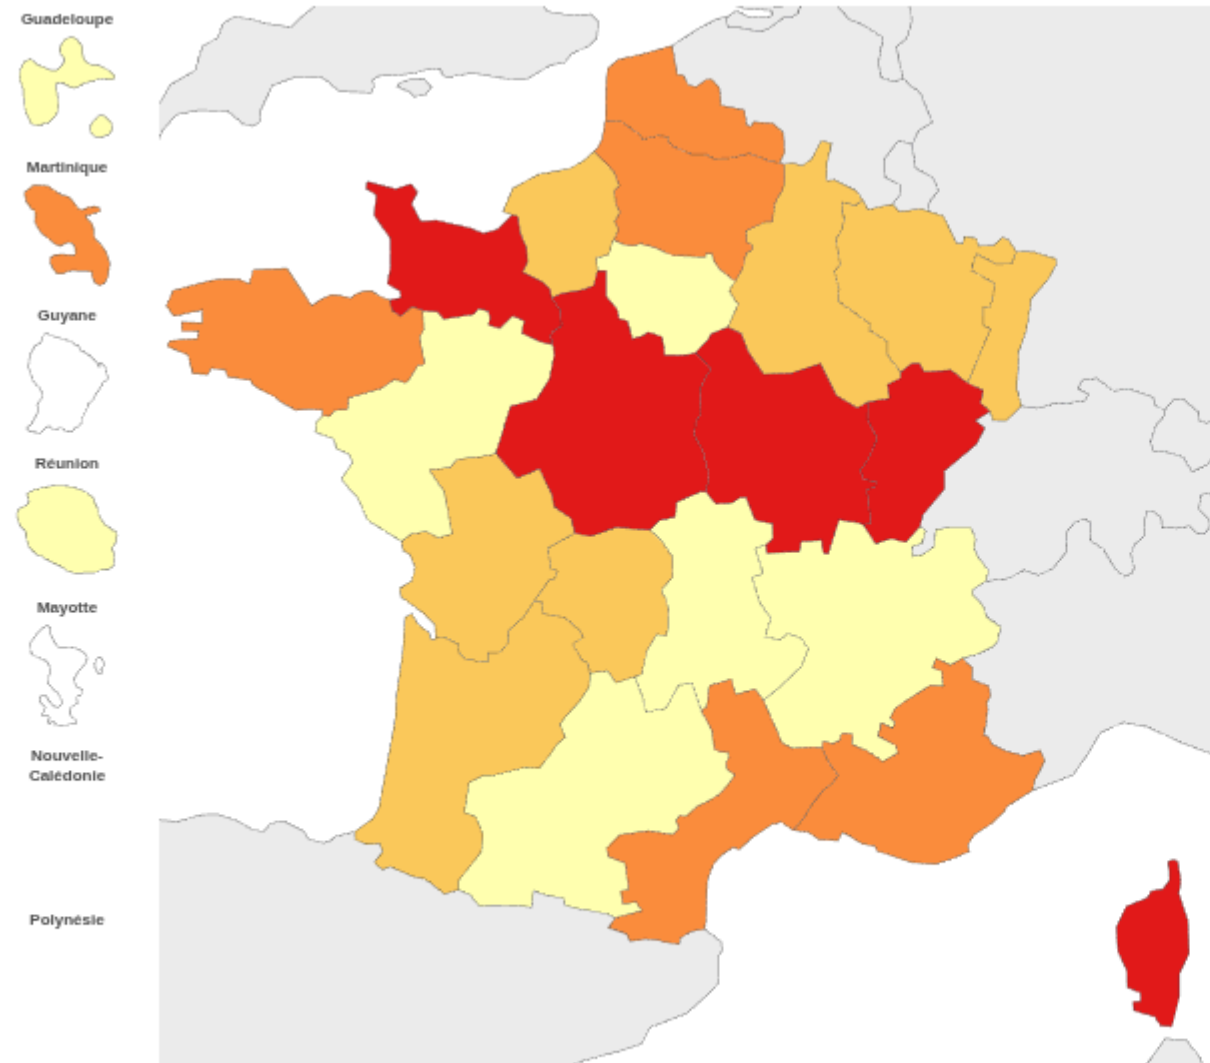 Guadeloupe
Martinique
Guyane
Réunion
Mayotte
Nouvelle-
Calédonie
Polynésie